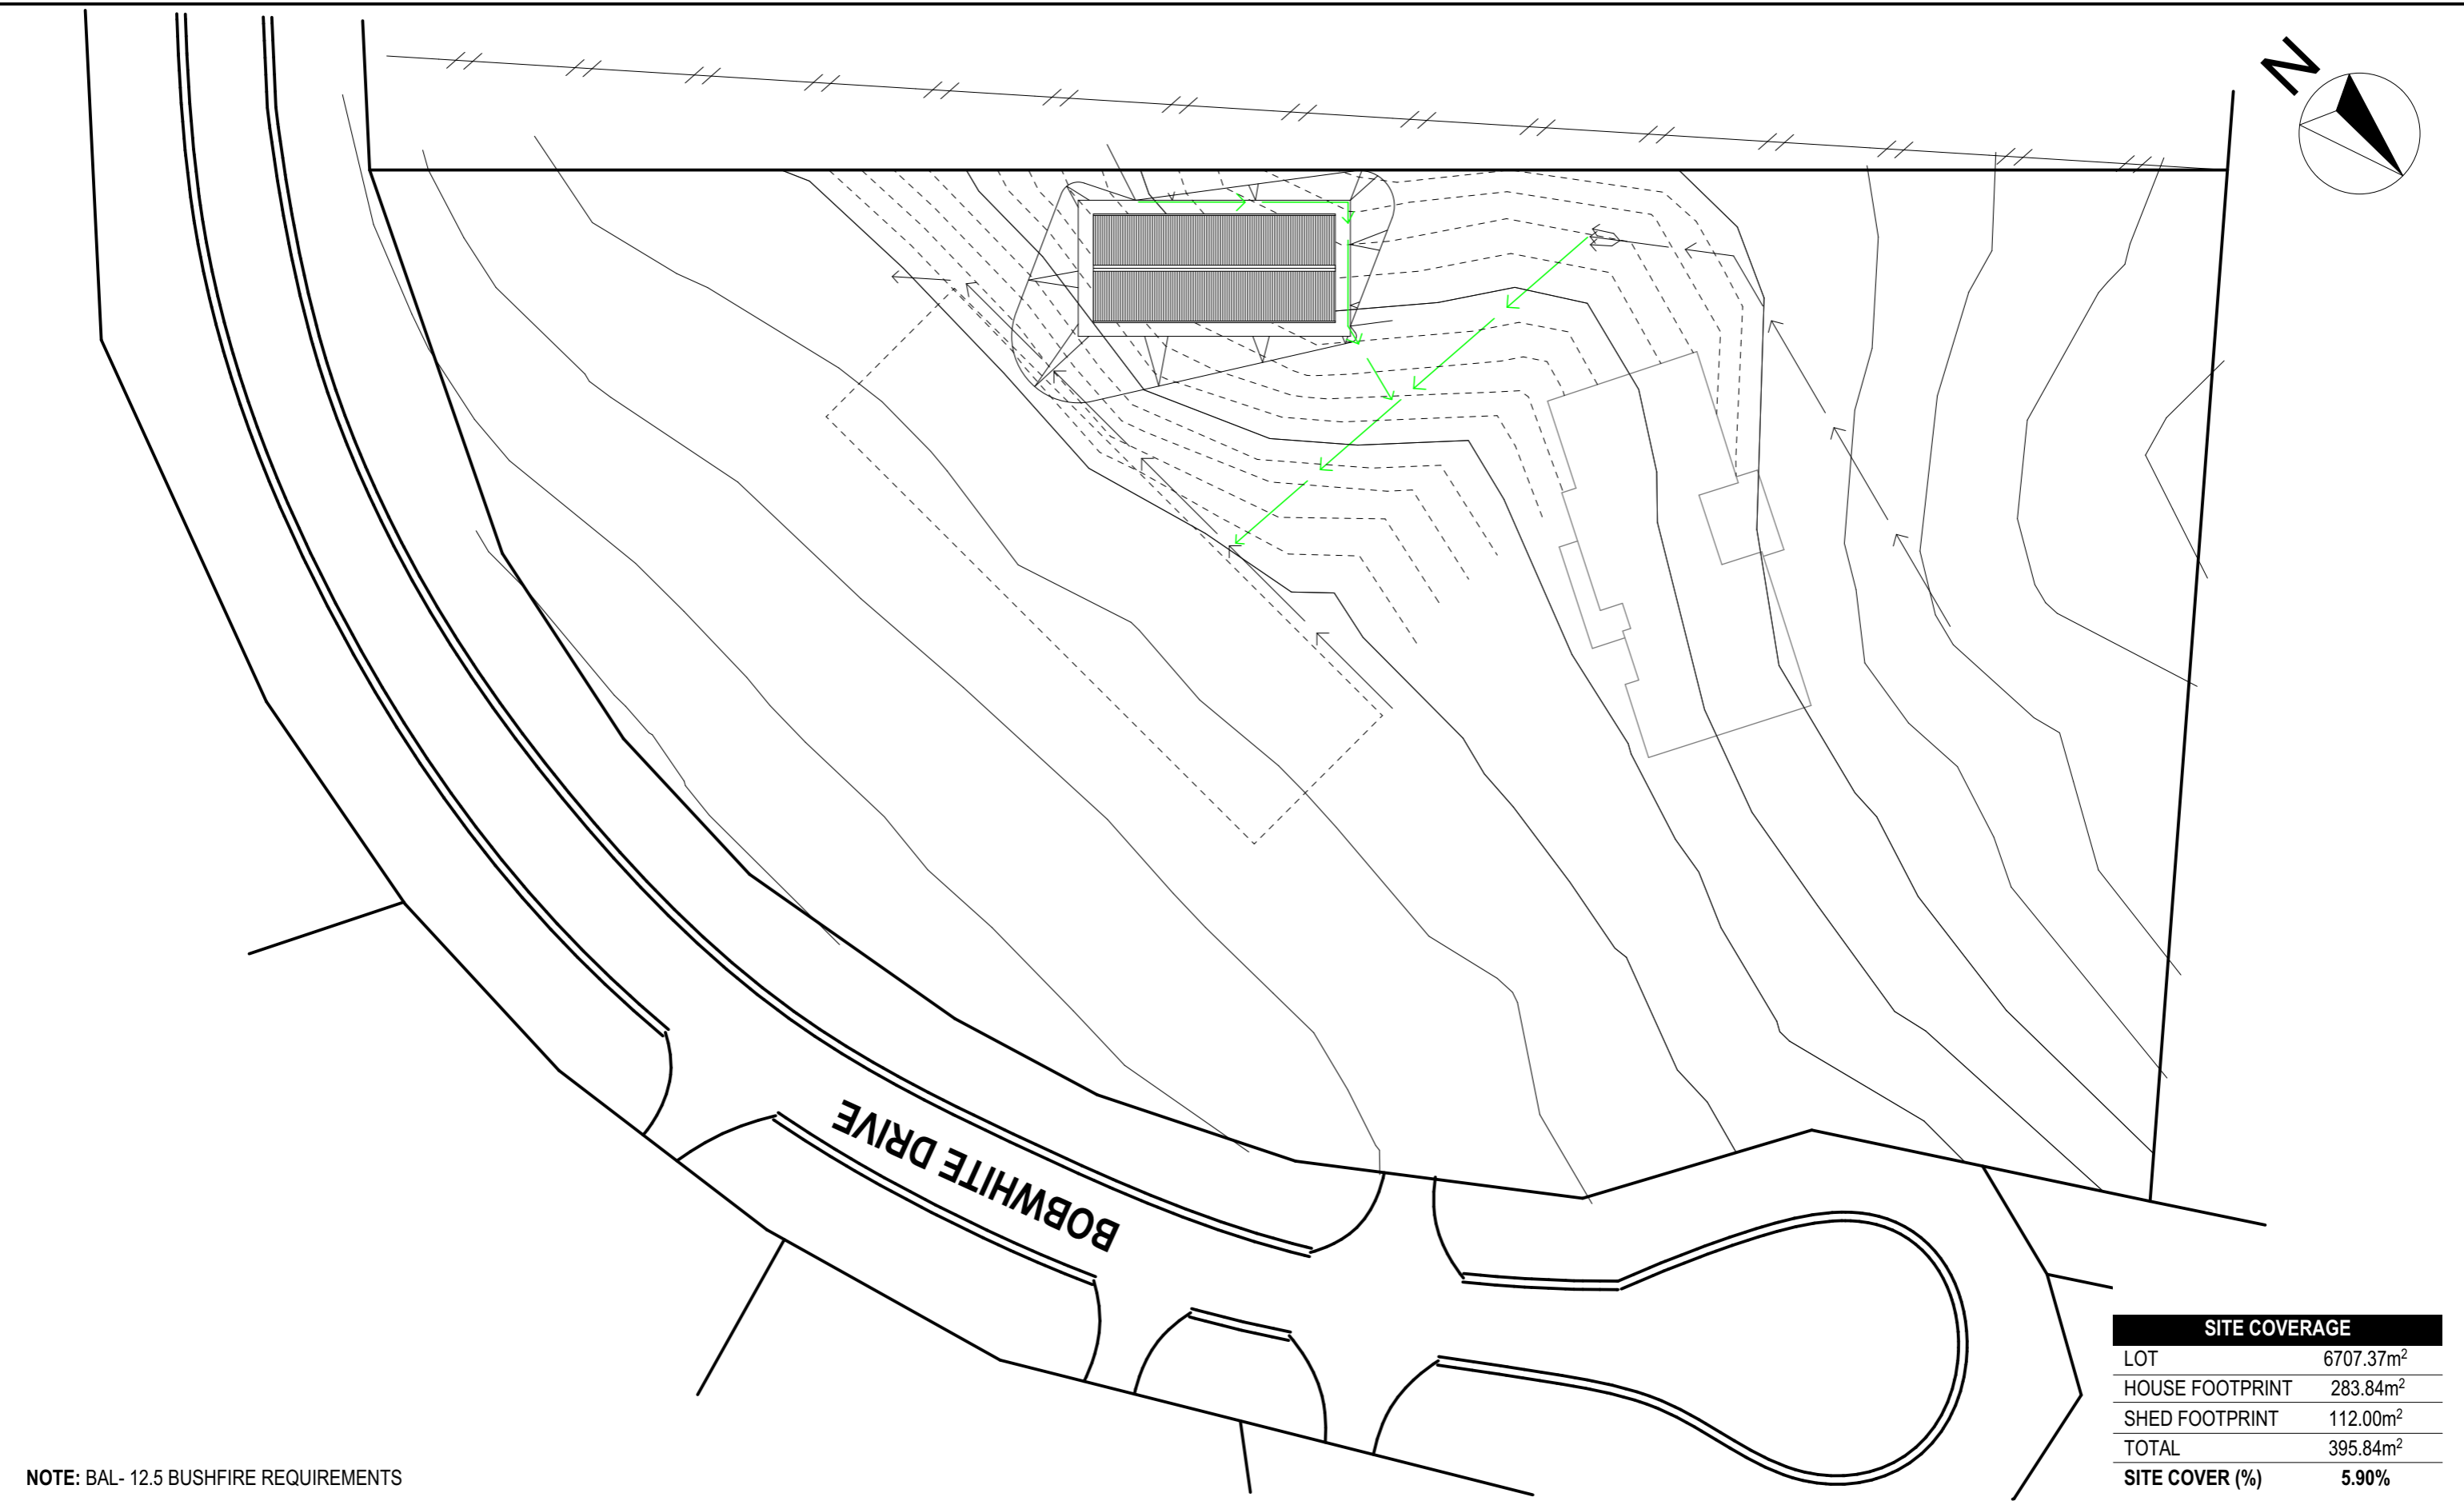 N
BOBWHITE DRIVE
SITE COVERAGE
LOT 6707.37m²
HOUSE FOOTPRINT 283.84m²
SHED FOOTPRINT 112.00m²
TOTAL 395.84m²
SITE COVER (%) 5.90%
NOTE: BAL- 12.5 BUSHFIRE REQUIREMENTS